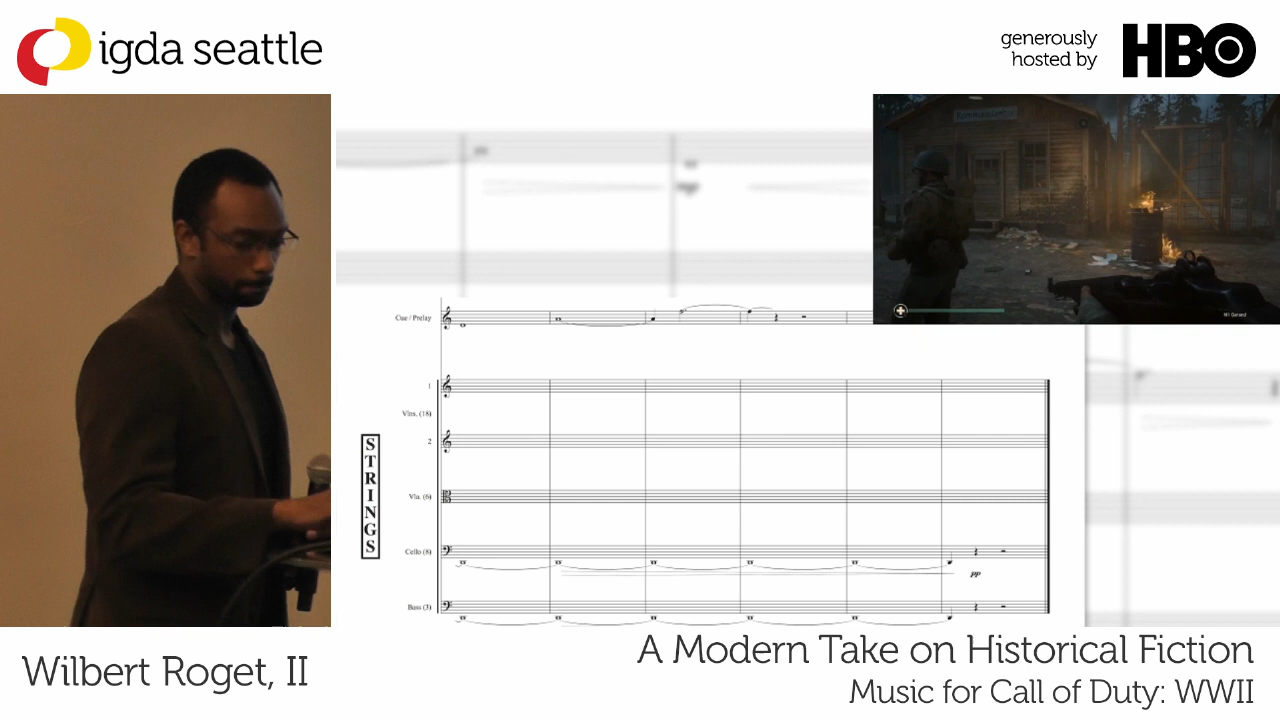 igda seattle
generously
hosted by
HBO
Cue / Prelay
1
Vlns. (18)
2
STRINGS
Vla. (6)
Cello (8)
pp
Bass (3)
M1 Garand
Wilbert Roget, II
A Modern Take on Historical Fiction
Music for Call of Duty: WWII